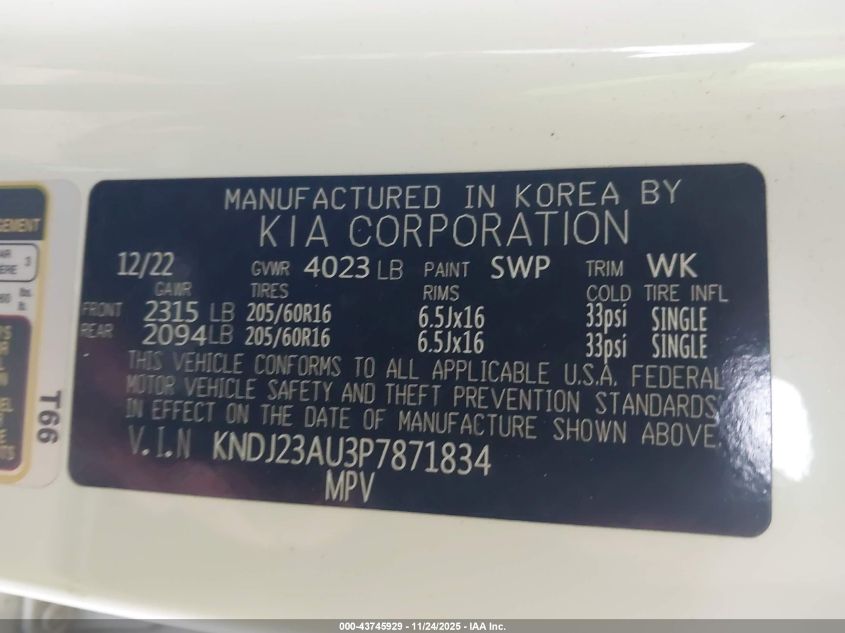 MANUFACTURED IN KOREA BY
KIA CORPORATION
12/22 GVWR 4023 LB PAINT SWP TRIM WK
GAWR TIRES RIMS COLD TIRE INFL
FRONT 2315 LB 205/60R16 6.5Jx16 33psi SINGLE
REAR 2094 LB 205/60R16 6.5Jx16 33psi SINGLE
THIS VEHICLE CONFORMS TO ALL APPLICABLE U.S.A. FEDERAL
MOTOR VEHICLE SAFETY AND THEFT PREVENTION STANDARDS
IN EFFECT ON THE DATE OF MANUFACTURE SHOWN ABOVE.
V.I.N KNDJ23AU3P7871834
MPV
T66
000-43745929 - 11/24/2025 - IAA Inc.